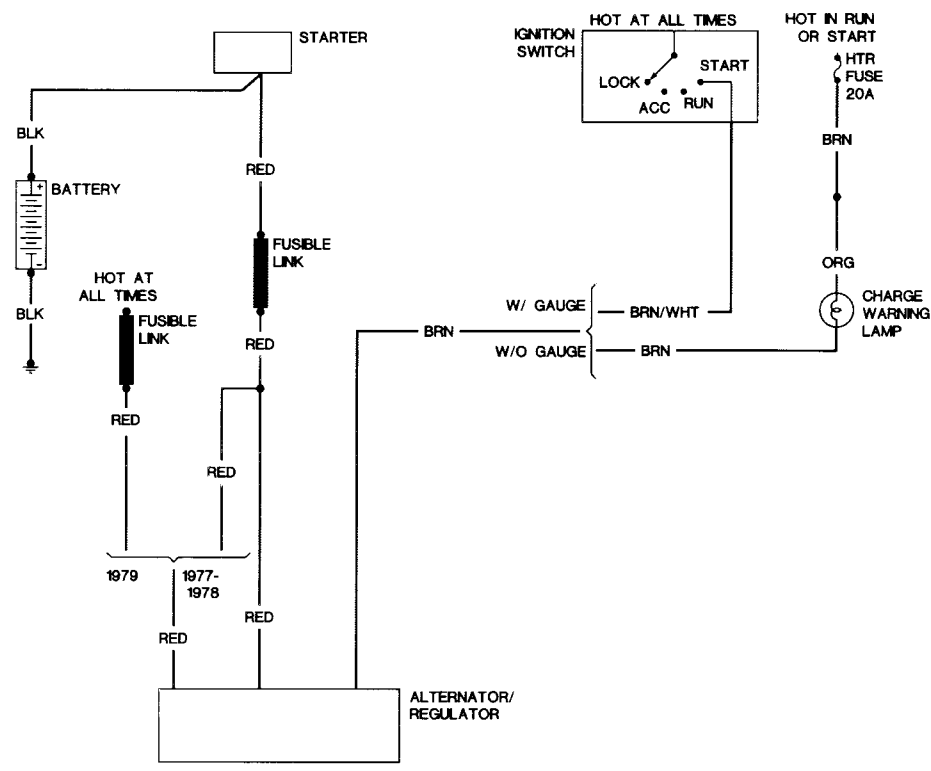 STARTER
HOT AT ALL TIMES
IGNITION
SWITCH
LOCK
START
ACC
RUN
HOT IN RUN
OR START
HTR
FUSE
20A
BLK
RED
BRN
+
BATTERY
-
FUSIBLE
LINK
ORG
HOT AT
ALL TIMES
FUSIBLE
LINK
BLK
W/ GAUGE
BRN/WHT
CHARGE
WARNING
LAMP
RED
BRN
W/O GAUGE
BRN
RED
RED
1979
1977-
1978
RED
RED
ALTERNATOR/
REGULATOR